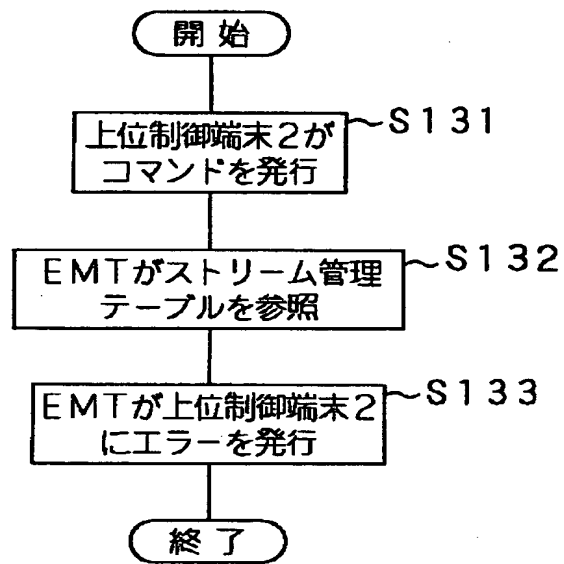 開始
上位制御端末2が
コマンドを発行
S131
EMTがストリーム管理
テーブルを参照
S132
EMTが上位制御端末2
にエラーを発行
S133
終了